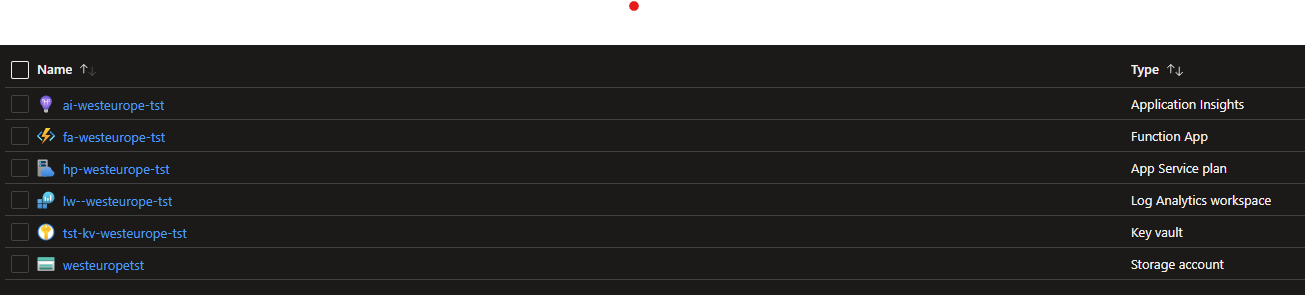 Name Type
ai-westeurope-tst Application Insights
fa-westeurope-tst Function App
hp-westeurope-tst App Service plan
lw--westeurope-tst Log Analytics workspace
tst-kv-westeurope-tst Key vault
westeuropetst Storage account